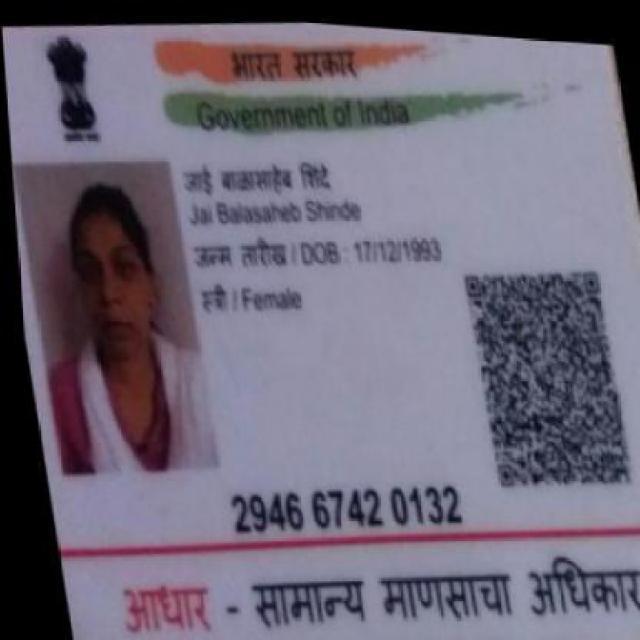 भारत सरकार
Government of India
जाई बाळासाहेब शिंदे
Jai Balasaheb Shinde
जन्म तारीख / DOB : 17/12/1993
स्त्री / Female
2946 6742 0132
आधार - सामान्य माणसाचा अधिकार